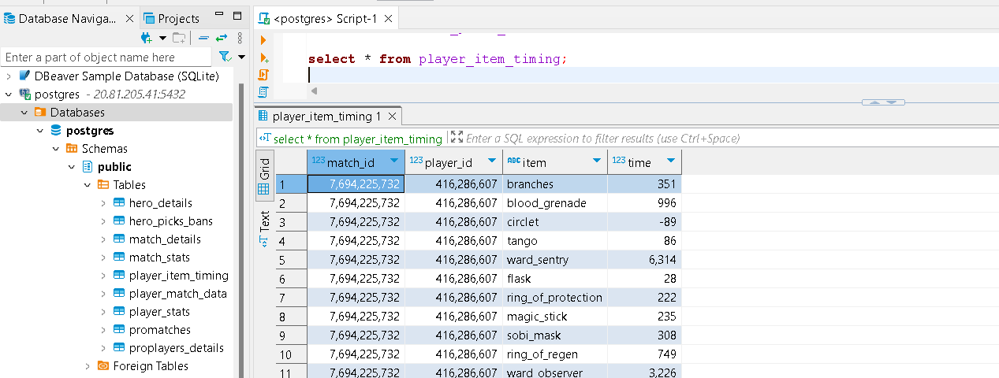 Database Naviga...
Projects
Enter a part of object name here
DBeaver Sample Database (SQLite)
postgres - 20.81.205.41:5432
Databases
postgres
Schemas
public
Tables
hero_details
hero_picks_bans
match_details
match_stats
player_item_timing
player_match_data
player_stats
promatches
proplayers_details
Foreign Tables
<postgres> Script-1
select * from player_item_timing;
player_item_timing 1
select * from player_item_timing
Enter a SQL expression to filter results (use Ctrl+Space)
Grid
Text
123 match_id 123 player_id ABC item 123 time
1 7,694,225,732 416,286,607 branches 351
2 7,694,225,732 416,286,607 blood_grenade 996
3 7,694,225,732 416,286,607 circlet -89
4 7,694,225,732 416,286,607 tango 86
5 7,694,225,732 416,286,607 ward_sentry 6,314
6 7,694,225,732 416,286,607 flask 28
7 7,694,225,732 416,286,607 ring_of_protection 222
8 7,694,225,732 416,286,607 magic_stick 235
9 7,694,225,732 416,286,607 sobi_mask 308
10 7,694,225,732 416,286,607 ring_of_regen 749
11 7,694,225,732 416,286,607 ward_observer 3,226